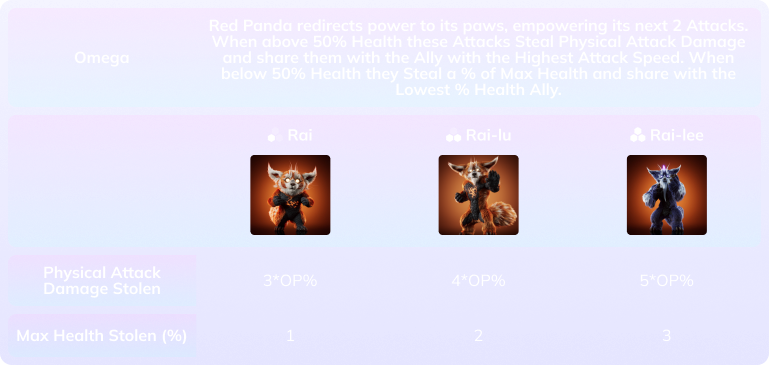 Omega
Red Panda redirects power to its paws, empowering its next 2 Attacks.
When above 50% Health these Attacks Steal Physical Attack Damage
and share them with the Ally with the Highest Attack Speed. When
below 50% Health they Steal a % of Max Health and share with the
Lowest % Health Ally.
Rai Rai-lu Rai-lee
Physical Attack
Damage Stolen
3*OP% 4*OP% 5*OP%
Max Health Stolen (%) 1 2 3